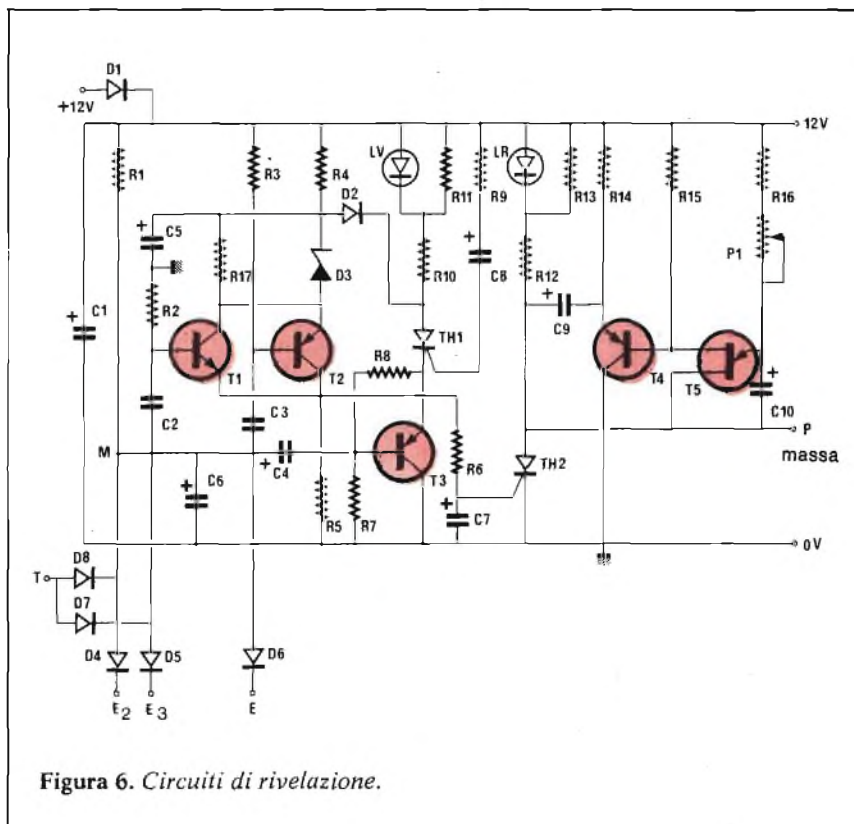 D1
+12V
12V
R1
R3
R4
LV
R11
R9
LR
R13
R14
R15
R16
D2
P1
C5
R17
D3
R10
C8
R12
R2
C9
C1
TH1
R8
T1
T2
T4
T5
C10
C2
C3
P
M
C4
massa
T3
R6
TH2
C6
R5
R7
C7
0V
D8
T
D7
D4
D5
D6
E2
E3
E
Figura 6. Circuiti di rivelazione.